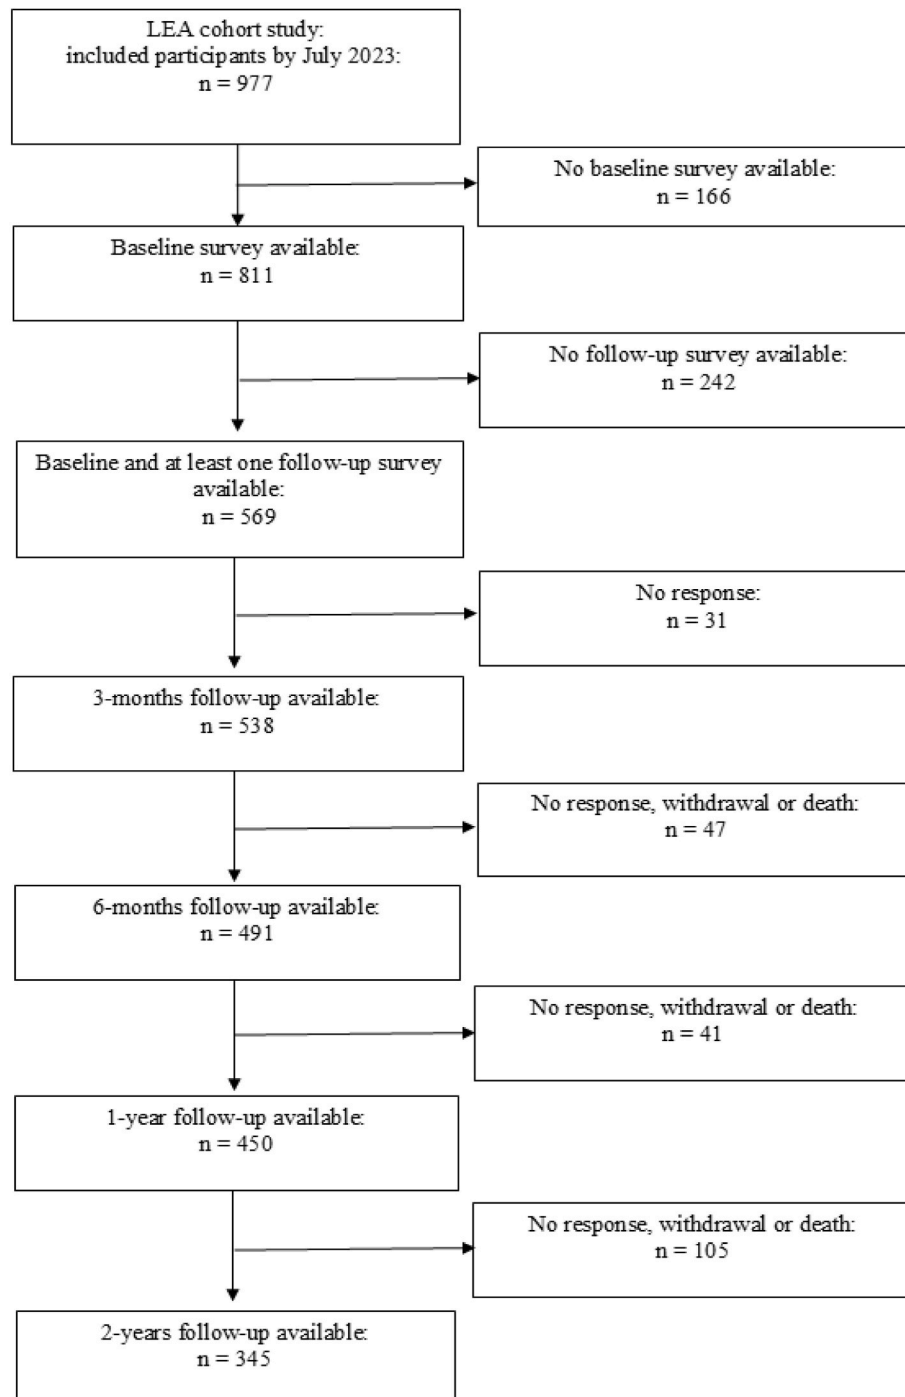 LEA cohort study:
included participants by July 2023:
n = 977
No baseline survey available:
n = 166
Baseline survey available:
n = 811
No follow-up survey available:
n = 242
Baseline and at least one follow-up survey
available:
n = 569
No response:
n = 31
3-months follow-up available:
n = 538
No response, withdrawal or death:
n = 47
6-months follow-up available:
n = 491
No response, withdrawal or death:
n = 41
1-year follow-up available:
n = 450
No response, withdrawal or death:
n = 105
2-years follow-up available:
n = 345